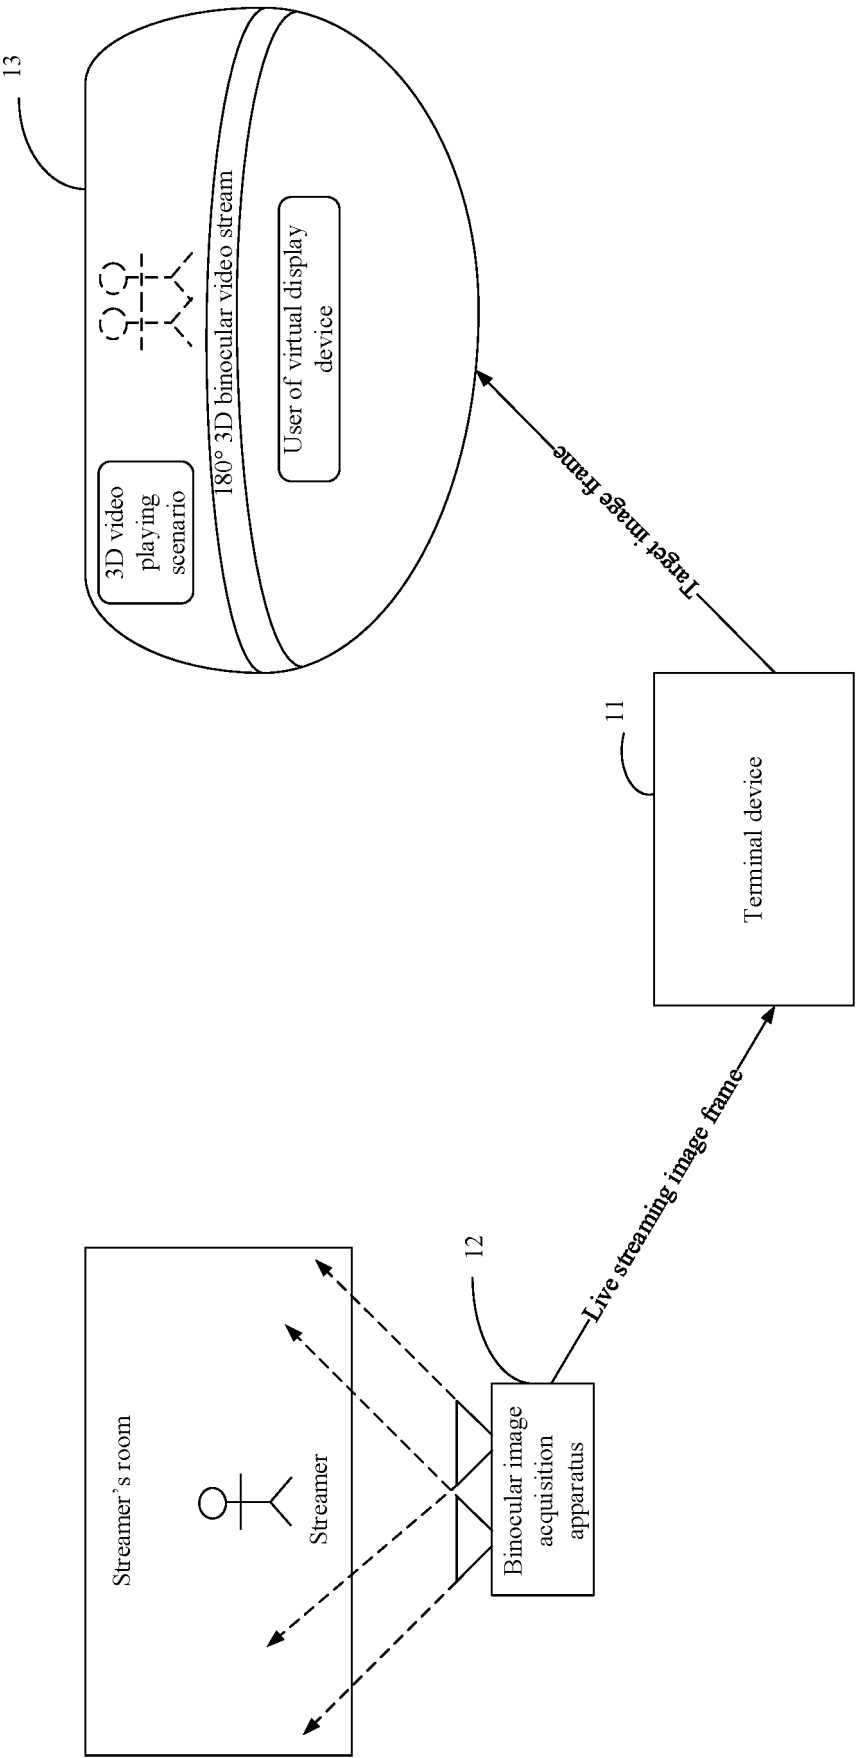 Streamer's room
Streamer
Binocular image
acquisition
apparatus
12
Live streaming image frame
11
Terminal device
Target image frame
13
3D video
playing
scenario
180° 3D binocular video stream
User of virtual display
device